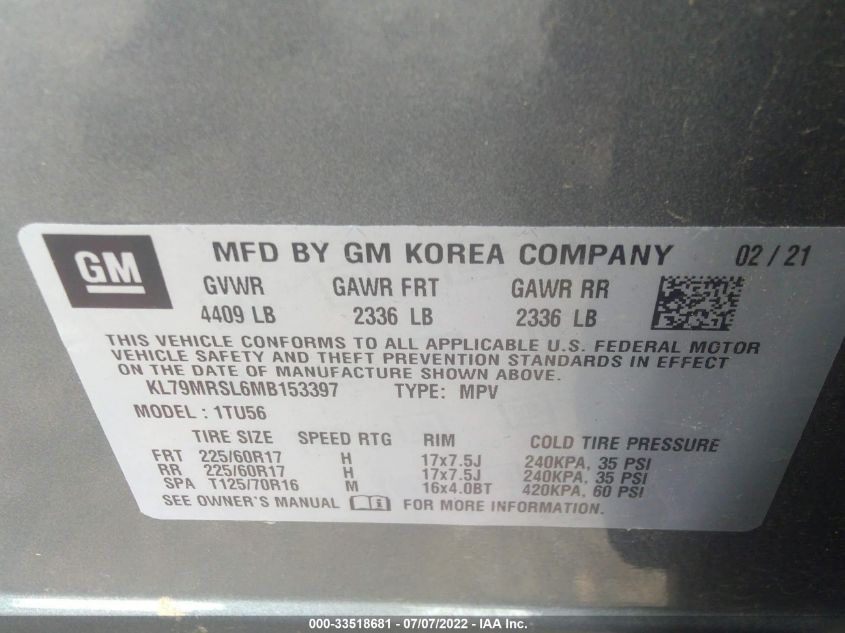 GM
MFD BY GM KOREA COMPANY 02 / 21
GVWR GAWR FRT GAWR RR
4409 LB 2336 LB 2336 LB
THIS VEHICLE CONFORMS TO ALL APPLICABLE U.S. FEDERAL MOTOR
VEHICLE SAFETY AND THEFT PREVENTION STANDARDS IN EFFECT
ON THE DATE OF MANUFACTURE SHOWN ABOVE.
KL79MRSL6MB153397 TYPE: MPV
MODEL : 1TU56
TIRE SIZE SPEED RTG RIM COLD TIRE PRESSURE
FRT 225/60R17 H 17x7.5J 240KPA, 35 PSI
RR 225/60R17 H 17x7.5J 240KPA, 35 PSI
SPA T125/70R16 M 16x4.0BT 420KPA, 60 PSI
SEE OWNER'S MANUAL FOR MORE INFORMATION.
000-33518681 - 07/07/2022 - IAA Inc.